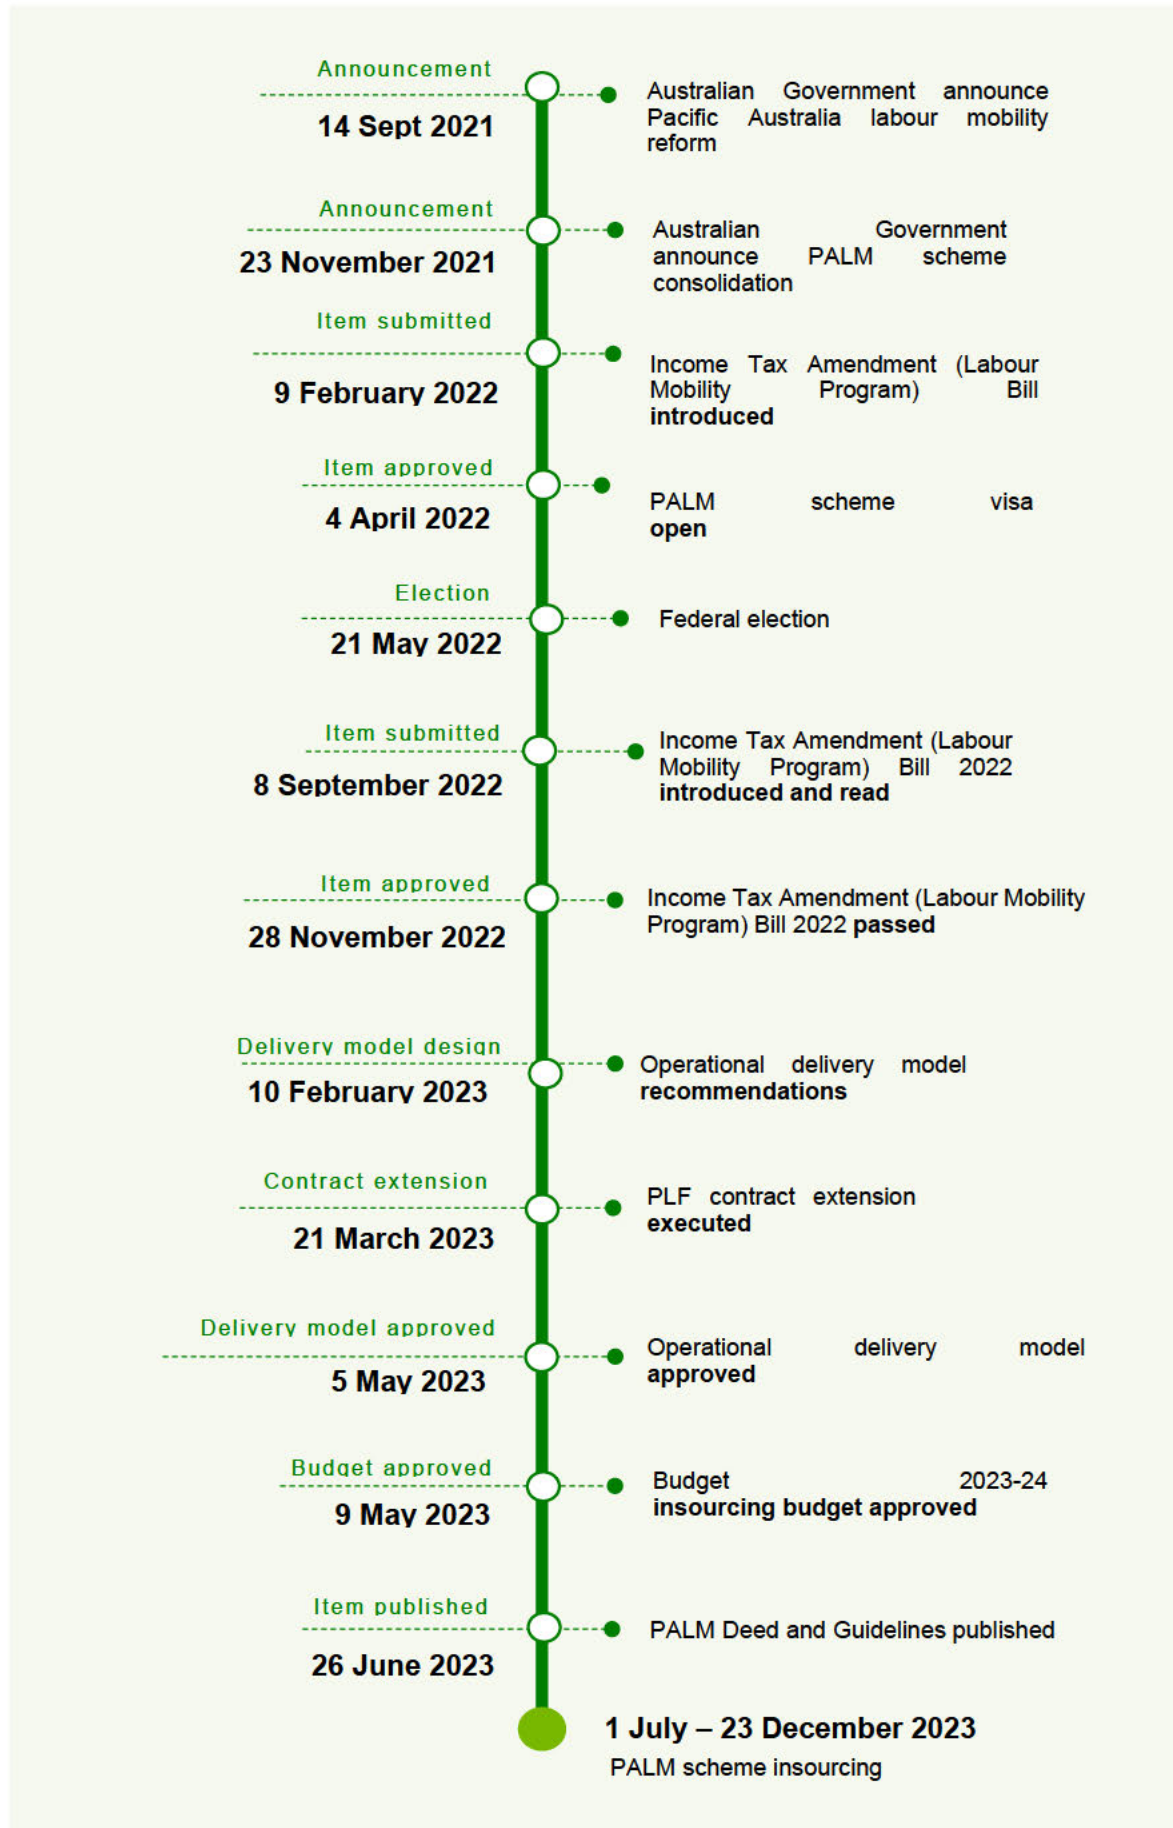 Announcement
14 Sept 2021
Australian Government announce
Pacific Australia labour mobility
reform
Announcement
23 November 2021
Australian Government
announce PALM scheme
consolidation
Item submitted
9 February 2022
Income Tax Amendment (Labour
Mobility Program) Bill
introduced
Item approved
4 April 2022
PALM scheme visa
open
Election
21 May 2022
Federal election
Item submitted
8 September 2022
Income Tax Amendment (Labour
Mobility Program) Bill 2022
introduced and read
Item approved
28 November 2022
Income Tax Amendment (Labour Mobility
Program) Bill 2022 passed
Delivery model design
10 February 2023
Operational delivery model
recommendations
Contract extension
21 March 2023
PLF contract extension
executed
Delivery model approved
5 May 2023
Operational delivery model
approved
Budget approved
9 May 2023
Budget 2023-24
insourcing budget approved
Item published
26 June 2023
PALM Deed and Guidelines published
1 July – 23 December 2023
PALM scheme insourcing